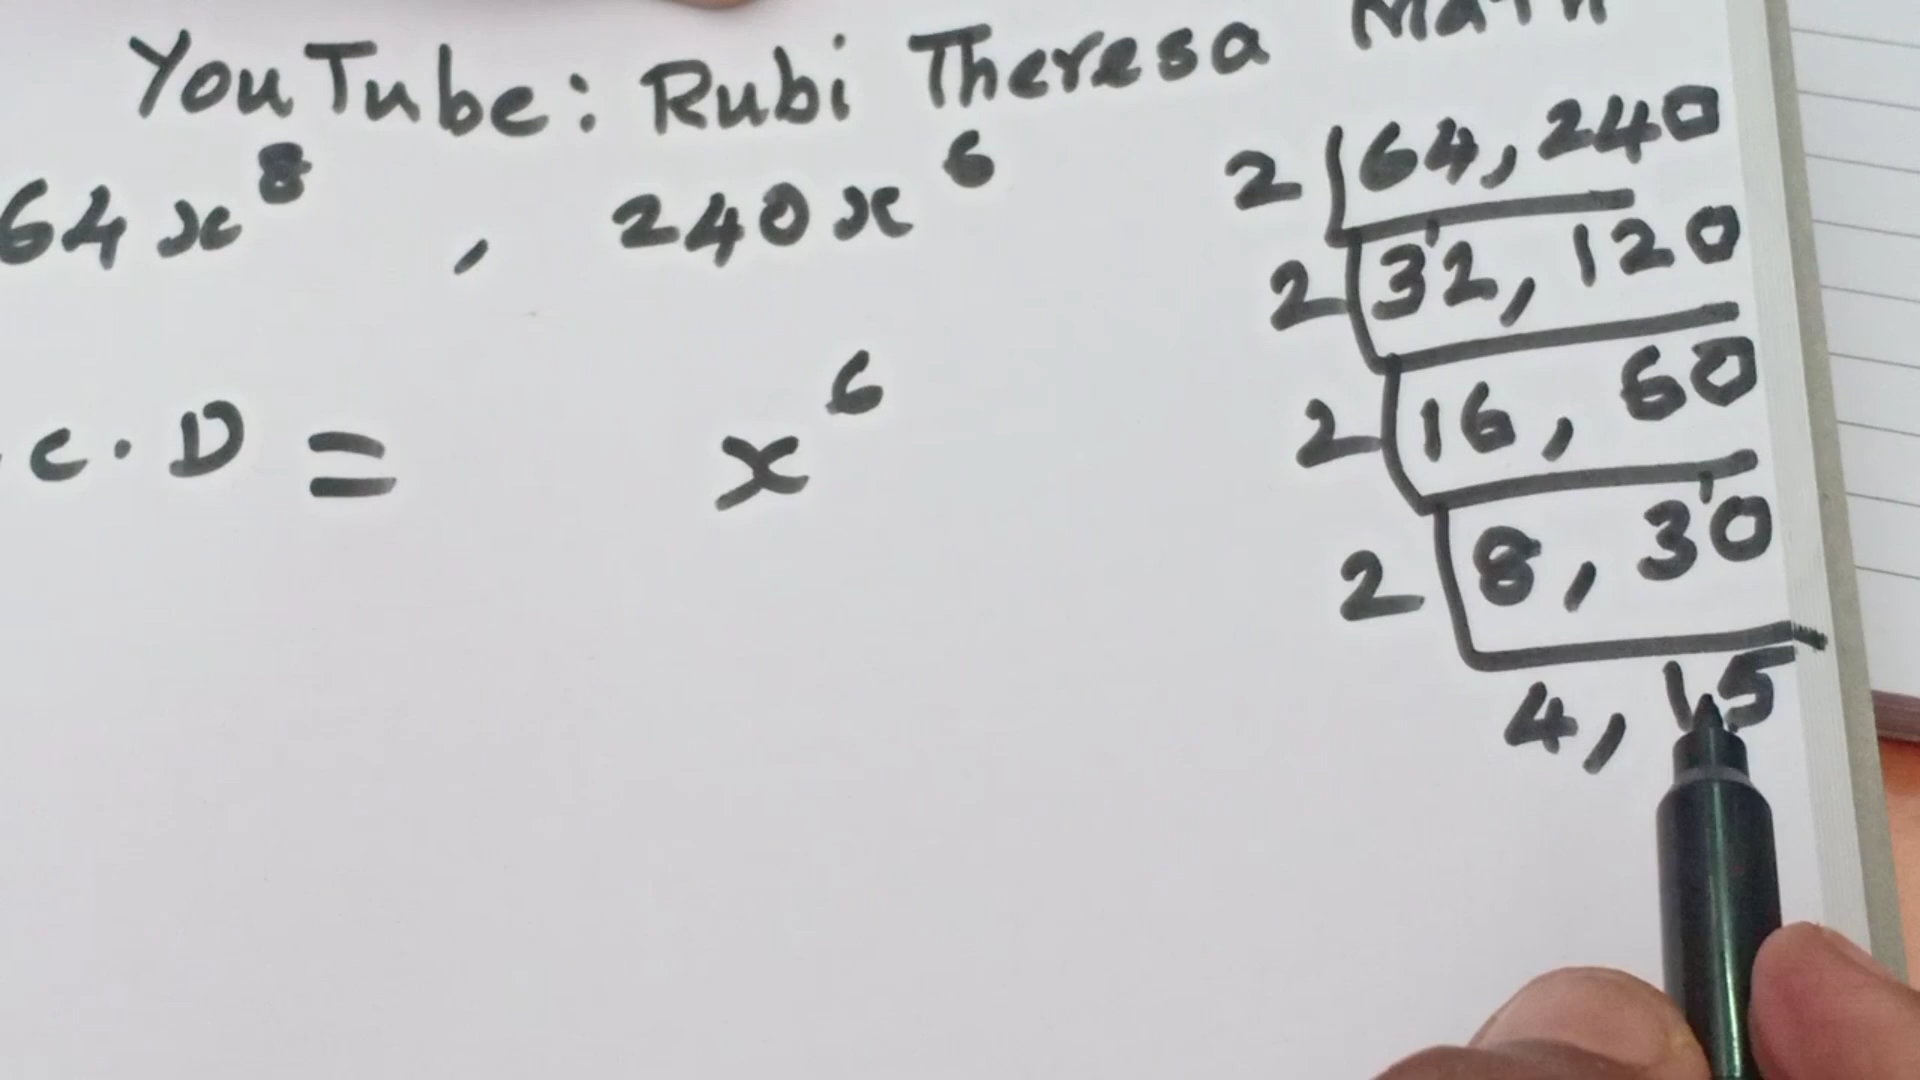 YouTube: Rubi Theresa Math
64x⁸ , 240x⁶
.C.D = x⁶
2 | 64, 240
2 | 32, 120
2 | 16, 60
2 | 8, 30
4, 15